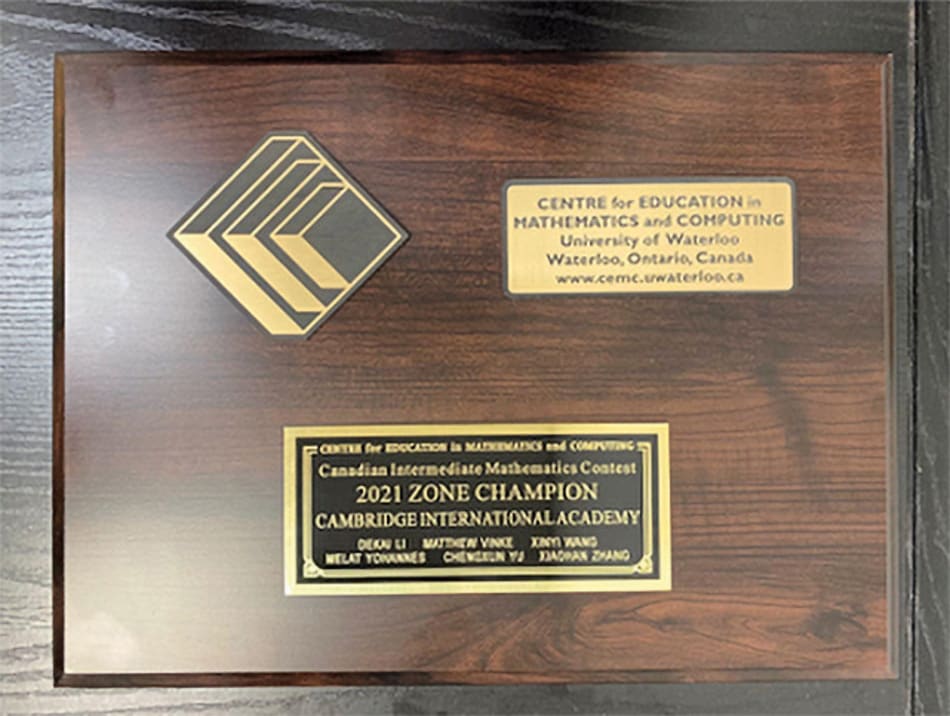 CENTRE for EDUCATION in
MATHEMATICS and COMPUTING
University of Waterloo
Waterloo, Ontario, Canada
www.cemc.uwaterloo.ca
CENTRE for EDUCATION in MATHEMATICS and COMPUTING
Canadian Intermediate Mathematics Contest
2021 ZONE CHAMPION
CAMBRIDGE INTERNATIONAL ACADEMY
DEKAI LI MATTHEW VINKE XINYI WANG
MELAT YOHANNES CHENGXUN YU XIAOHAN ZHANG